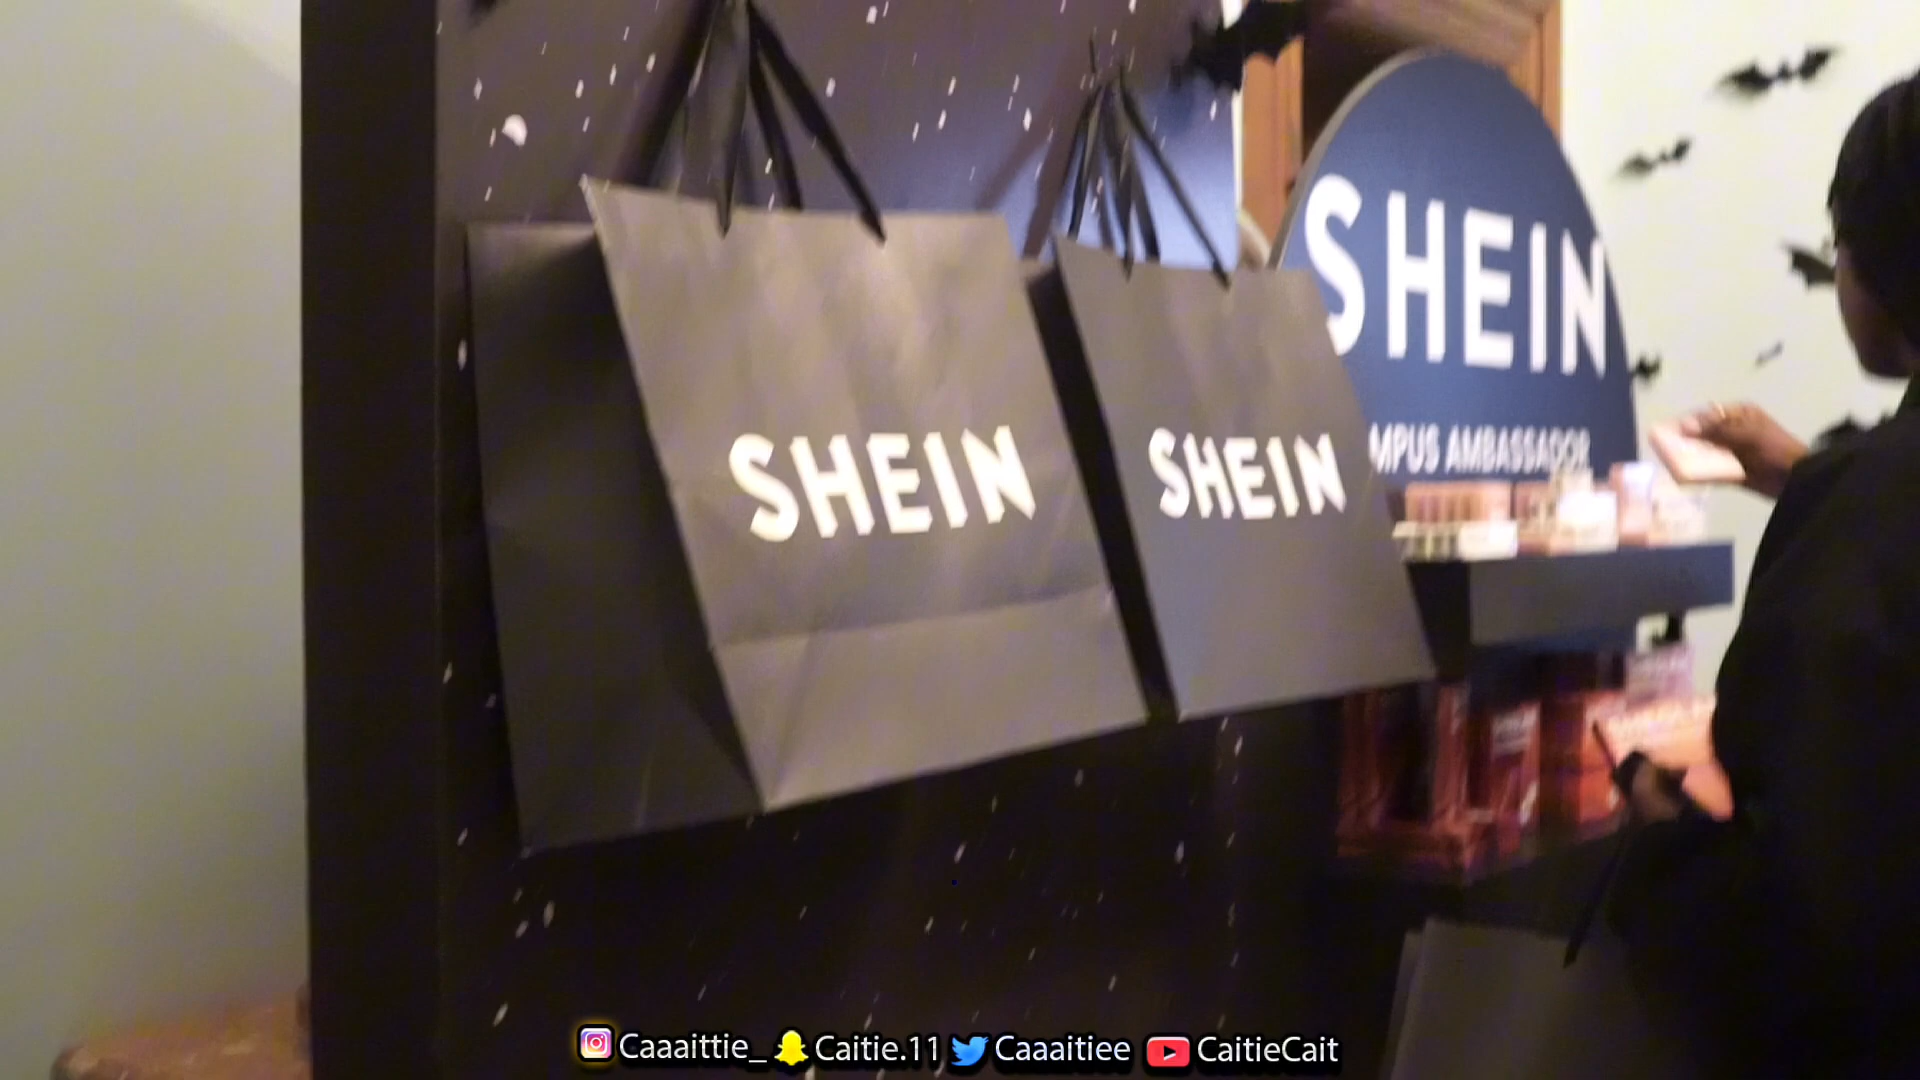 SHEIN
MPUS AMBASSADOR
SHEIN
SHEIN
Caaaittie_ Caitie.11 Caaaitiee CaitieCait